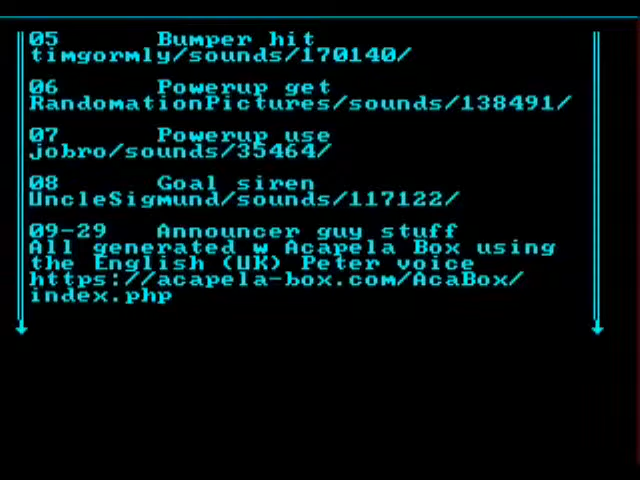 05 Bumper hit
timgormly/sounds/170140/
06 Powerup get
RandomationPictures/sounds/138491/
07 Powerup use
jobro/sounds/35464/
08 Goal siren
UncleSigmund/sounds/117122/
09-29 Announcer guy stuff
All generated w Acapela Box using
the English (UK) Peter voice
https://acapela-box.com/AcaBox/
index.php